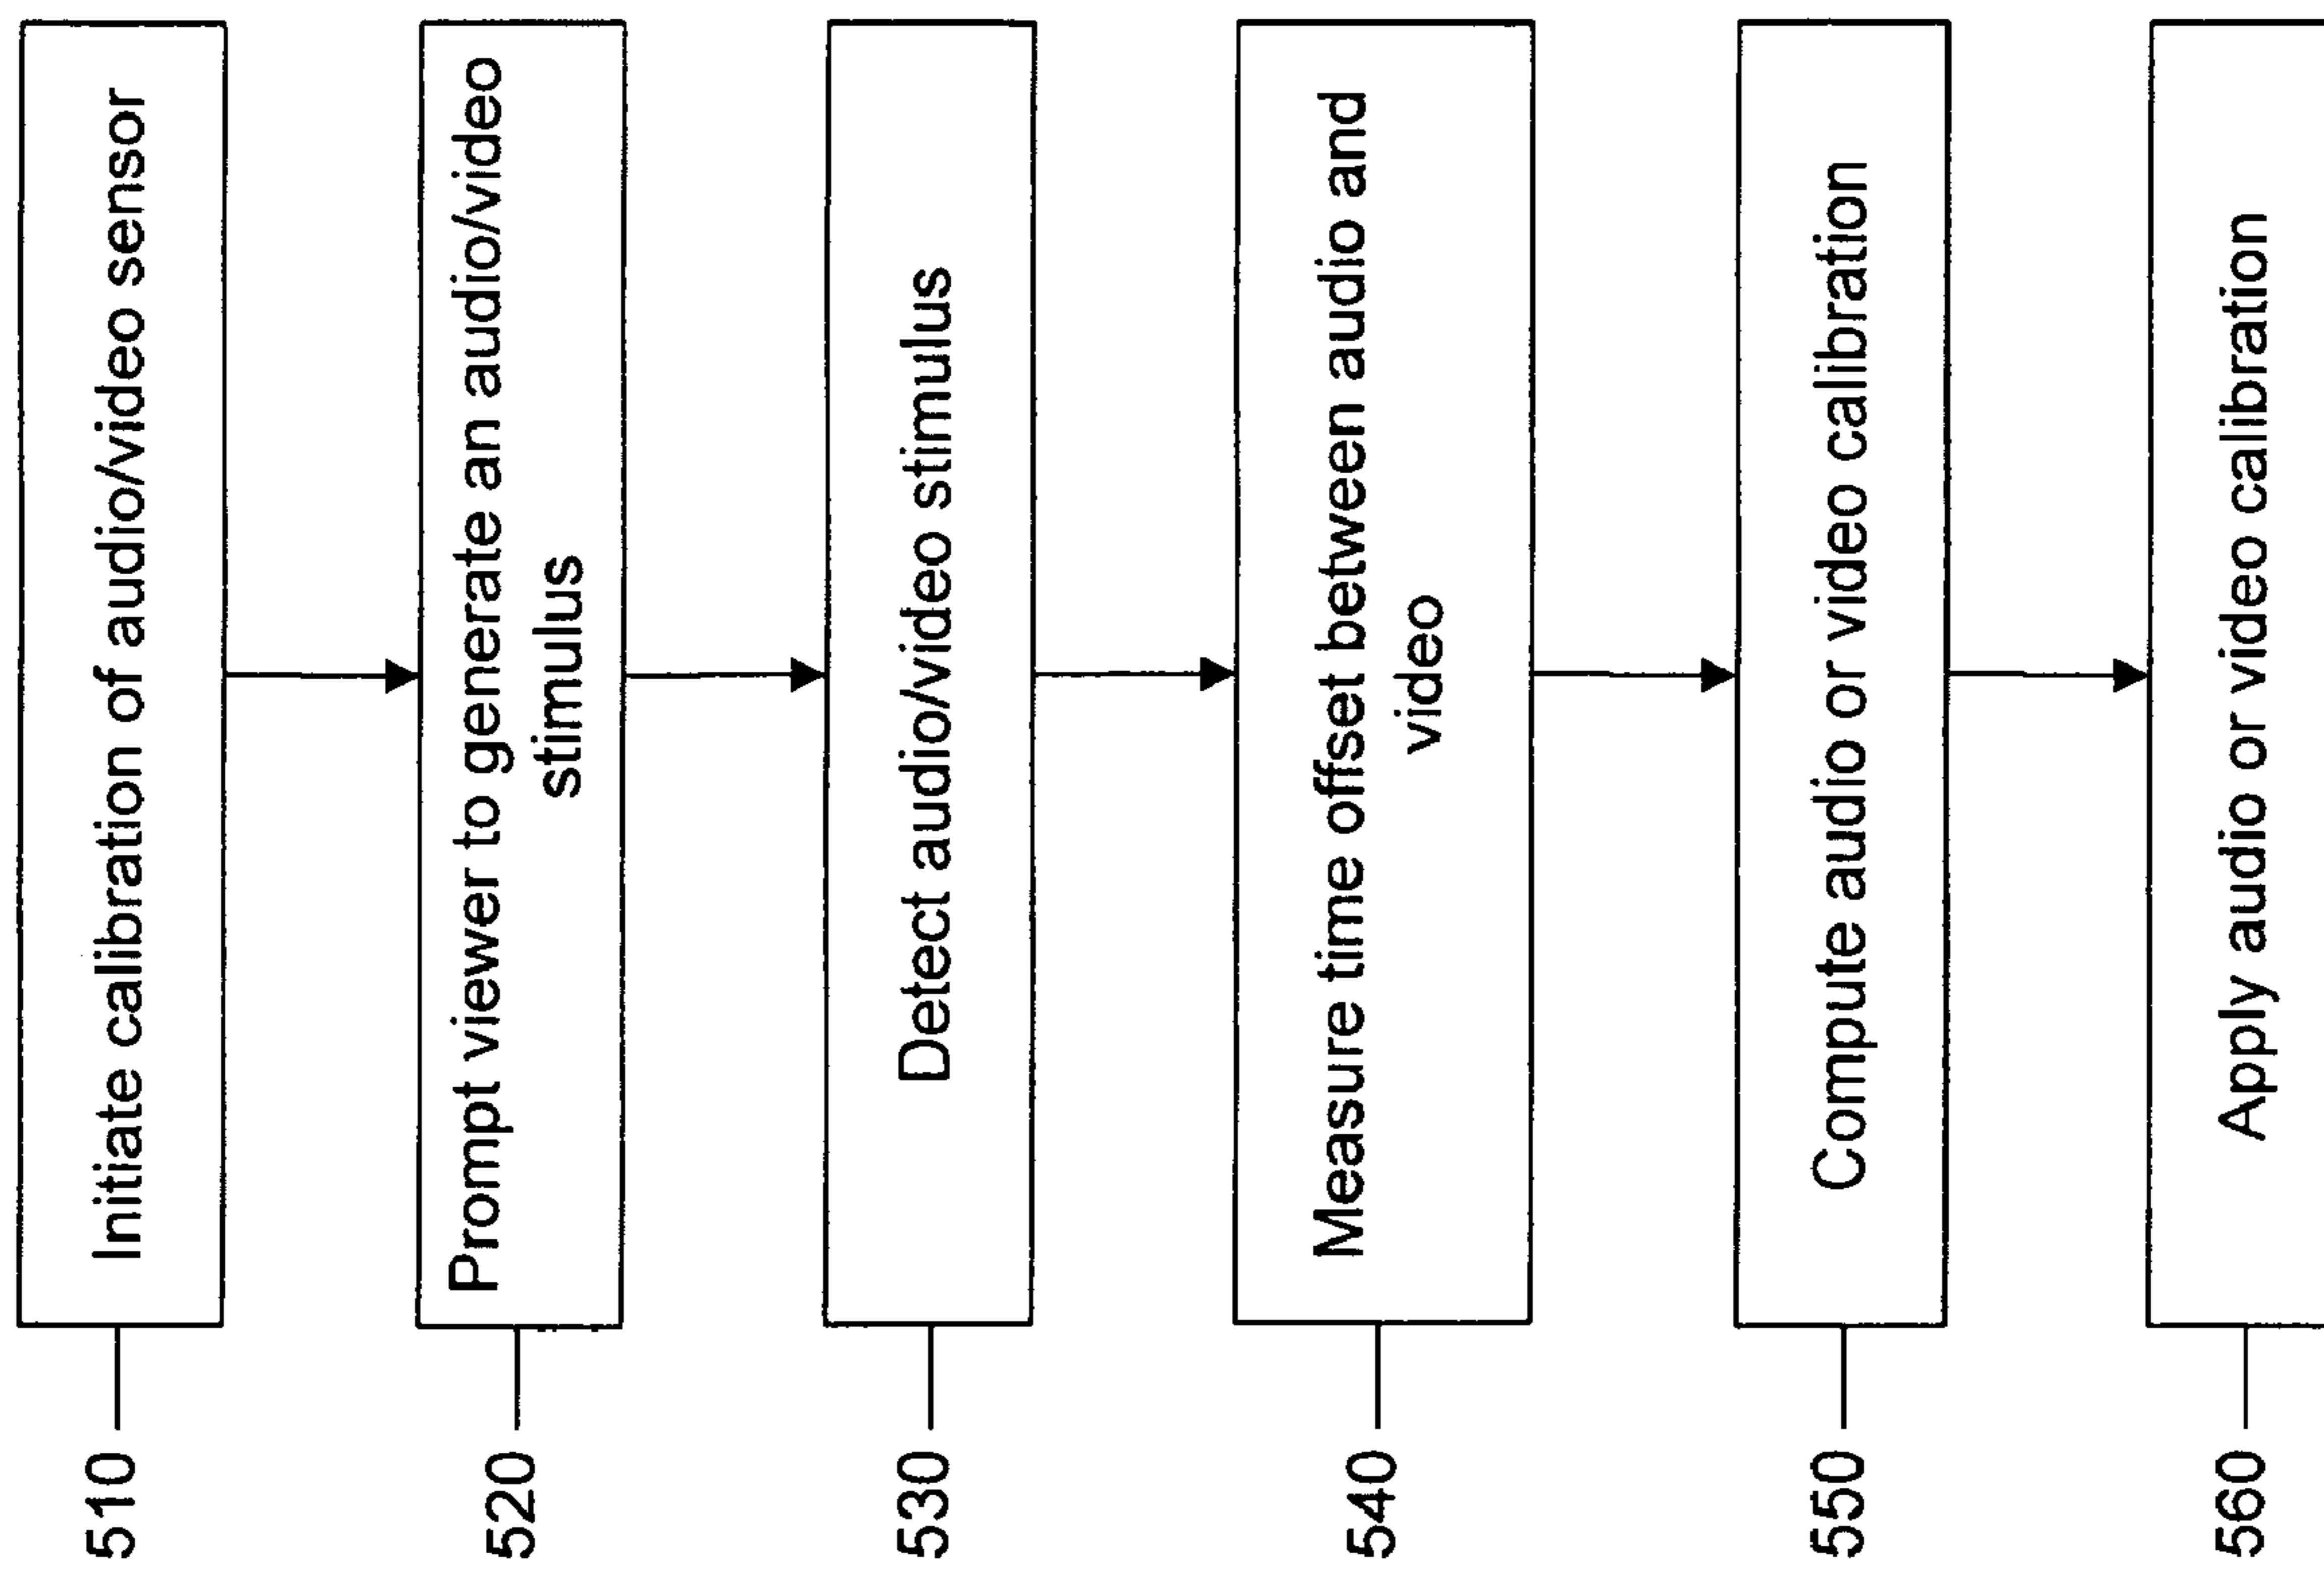 510
Initiate calibration of audio/video sensor
520
Prompt viewer to generate an audio/video
stimulus
530
Detect audio/video stimulus
540
Measure time offset between audio and
video
550
Compute audio or video calibration
560
Apply audio or video calibration